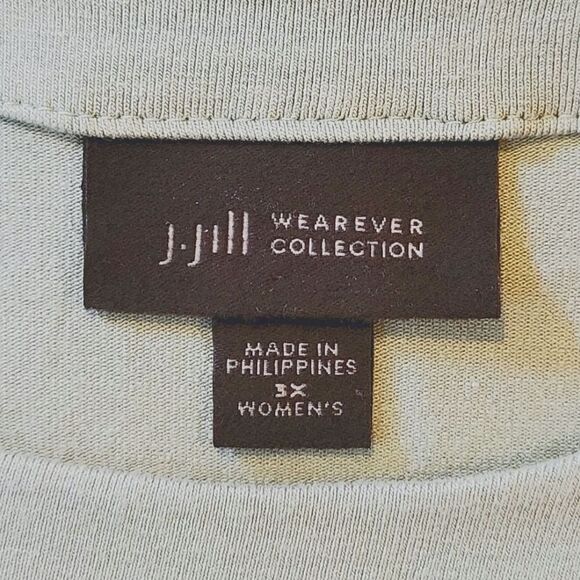 J.Jill WEAREVER
COLLECTION
MADE IN
PHILIPPINES
3X
WOMEN'S